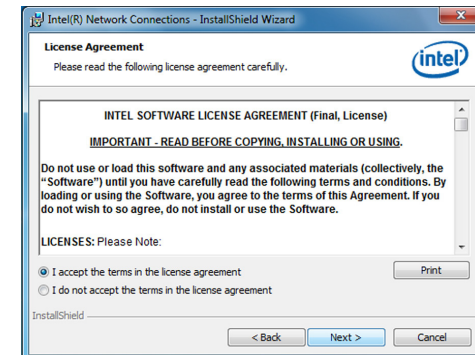 Intel(R) Network Connections - InstallShield Wizard
License Agreement
Please read the following license agreement carefully.
intel
INTEL SOFTWARE LICENSE AGREEMENT (Final, License)
IMPORTANT - READ BEFORE COPYING, INSTALLING OR USING.
Do not use or load this software and any associated materials (collectively, the
“Software”) until you have carefully read the following terms and conditions. By
loading or using the Software, you agree to the terms of this Agreement. If you
do not wish to so agree, do not install or use the Software.
LICENSES: Please Note:
I accept the terms in the license agreement
Print
I do not accept the terms in the license agreement
InstallShield
< Back Next > Cancel